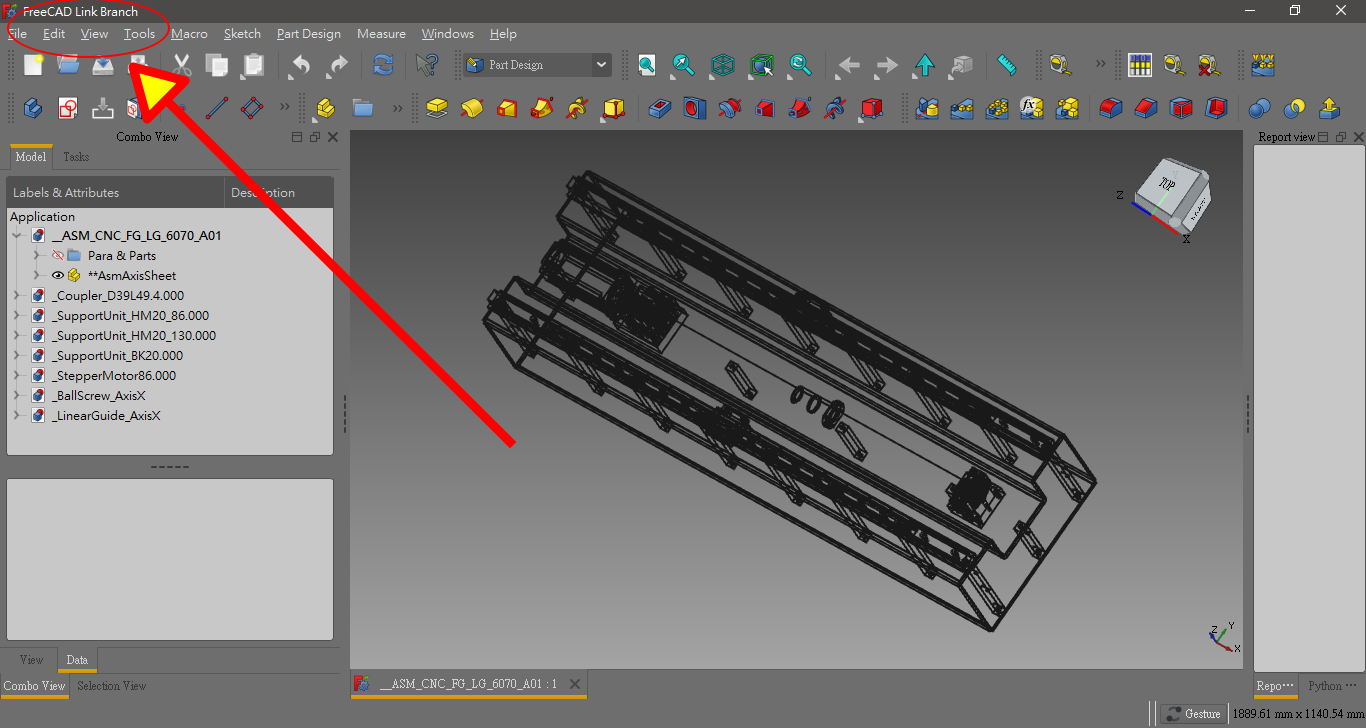 FreeCAD Link Branch
File Edit View Tools Macro Sketch Part Design Measure Windows Help
Part Design
Combo View
Report view
Model Tasks
Labels & Attributes Description
Application
__ASM_CNC_FG_LG_6070_A01
Para & Parts
**AsmAxisSheet
_Coupler_D39L49.4.000
_SupportUnit_HM20_86.000
_SupportUnit_HM20_130.000
_SupportUnit_BK20.000
_StepperMotor86.000
_BallScrew_AxisX
_LinearGuide_AxisX
TOP
Z
X
Z Y
X
View Data
Combo View Selection View
__ASM_CNC_FG_LG_6070_A01 : 1
Repo··· Python ···
Gesture 1889.61 mm x 1140.54 mm